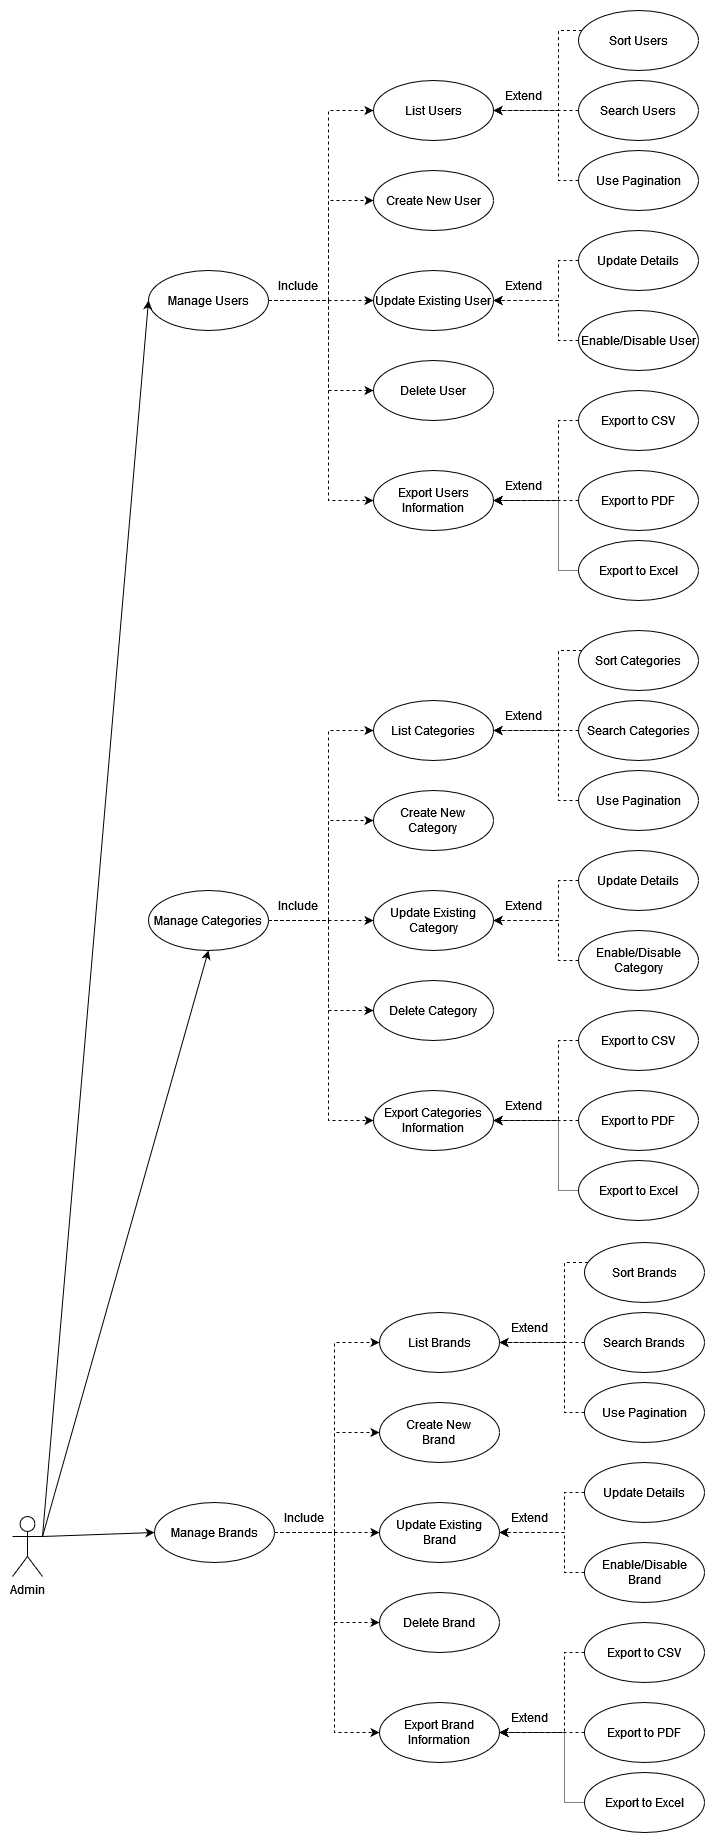 Sort Users
Extend
List Users
Search Users
Use Pagination
Create New User
Update Details
Manage Users
Include
Update Existing User
Extend
Enable/Disable User
Delete User
Export to CSV
Export Users
Information
Extend
Export to PDF
Export to Excel
Sort Categories
Extend
List Categories
Search Categories
Use Pagination
Create New
Category
Update Details
Manage Categories
Include
Update Existing
Category
Extend
Enable/Disable
Category
Delete Category
Export to CSV
Export Categories
Information
Extend
Export to PDF
Export to Excel
Sort Brands
Extend
List Brands
Search Brands
Use Pagination
Create New
Brand
Update Details
Manage Brands
Include
Update Existing
Brand
Extend
Enable/Disable
Brand
Admin
Delete Brand
Export to CSV
Export Brand
Information
Extend
Export to PDF
Export to Excel